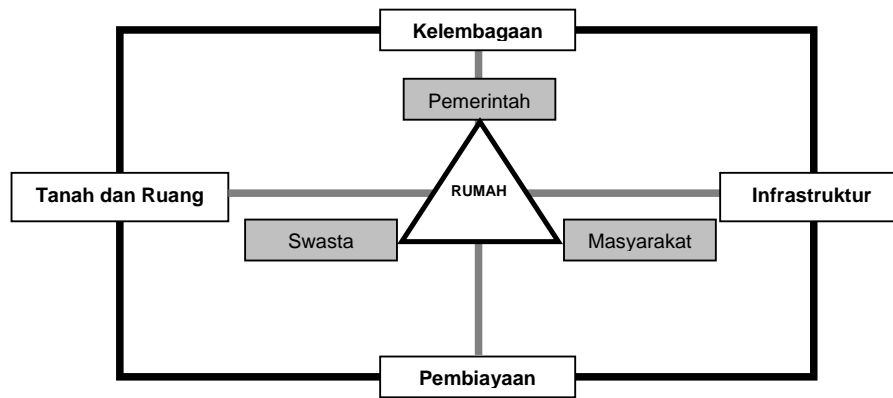 Kelembagaan
Pemerintah
Tanah dan Ruang
RUMAH
Infrastruktur
Swasta
Masyarakat
Pembiayaan